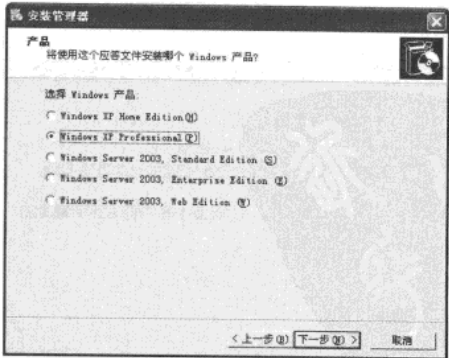 安装管理器
产品
将使用这个应答文件安装哪个 Windows 产品?
选择 Windows 产品:
Windows XP Home Edition(H)
Windows XP Professional(P)
Windows Server 2003, Standard Edition (S)
Windows Server 2003, Enterprise Edition (E)
Windows Server 2003, Web Edition (W)
<上一步(B) 下一步(N) > 取消